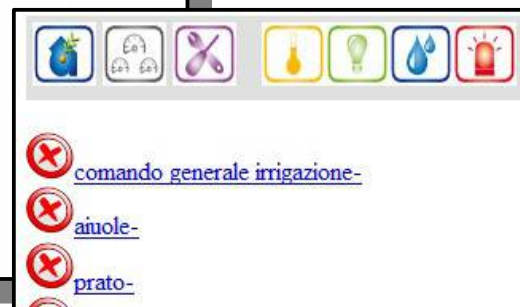 comando generale irrigazione-
aiuole-
prato-